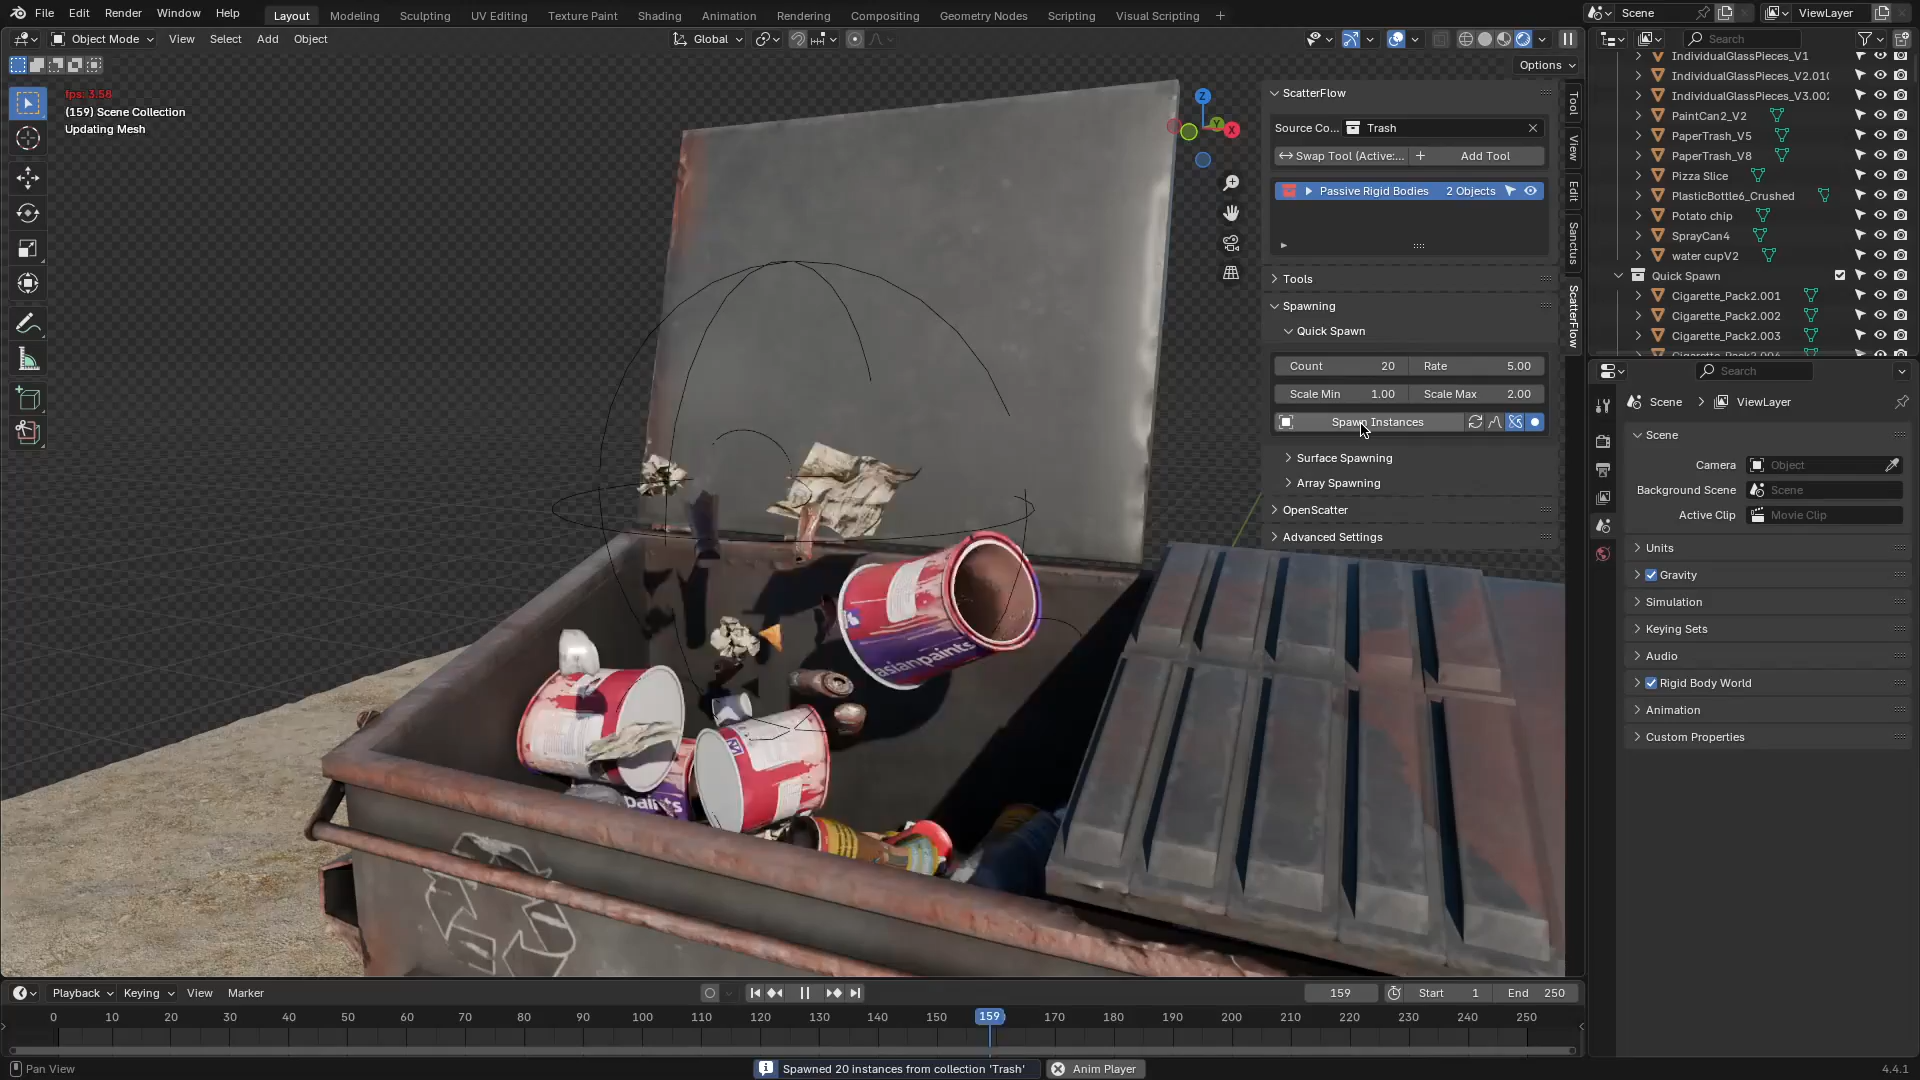 File Edit Render Window Help Layout Modeling Sculpting UV Editing Texture Paint Shading Animation Rendering Compositing Geometry Nodes Scripting Visual Scripting Scene ViewLayer
Object Mode View Select Add Object Global
Options
fps: 3.58
(159) Scene Collection
Updating Mesh
Z
Y
X
asianpaints
paints
ScatterFlow
Source Co... Trash
Swap Tool (Active:... Add Tool
Passive Rigid Bodies 2 Objects
Tools
Spawning
Quick Spawn
Count 20 Rate 5.00
Scale Min 1.00 Scale Max 2.00
Spawn Instances
Surface Spawning
Array Spawning
OpenScatter
Advanced Settings
Tool
View
Edit
Sanctus
ScatterFlow
Search
IndividualGlassPieces_V1
IndividualGlassPieces_V2.010
IndividualGlassPieces_V3.002
PaintCan2_V2
PaperTrash_V5
PaperTrash_V8
Pizza Slice
PlasticBottle6_Crushed
Potato chip
SprayCan4
water cupV2
Quick Spawn
Cigarette_Pack2.001
Cigarette_Pack2.002
Cigarette_Pack2.003
Cigarette_Pack2.004
Search
Scene ViewLayer
Scene
Camera Object
Background Scene Scene
Active Clip Movie Clip
Units
Gravity
Simulation
Keying Sets
Audio
Rigid Body World
Animation
Custom Properties
Playback Keying View Marker 159 Start 1 End 250
0 10 20 30 40 50 60 70 80 90 100 110 120 130 140 150 159 170 180 190 200 210 220 230 240 250
Pan View Spawned 20 instances from collection 'Trash' Anim Player 4.4.1